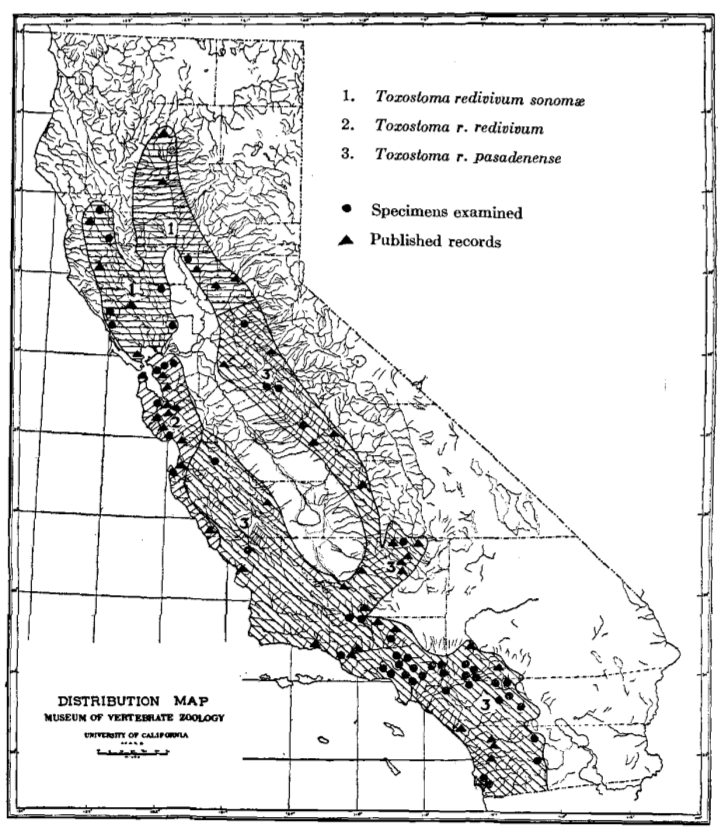 1. Toxostoma redivivum sonomæ
2. Toxostoma r. redivivum
3. Toxostoma r. pasadenense
Specimens examined
Published records
1
1
3
2
3
3
3
DISTRIBUTION MAP
MUSEUM OF VERTEBRATE ZOOLOGY
UNIVERSITY OF CALIFORNIA